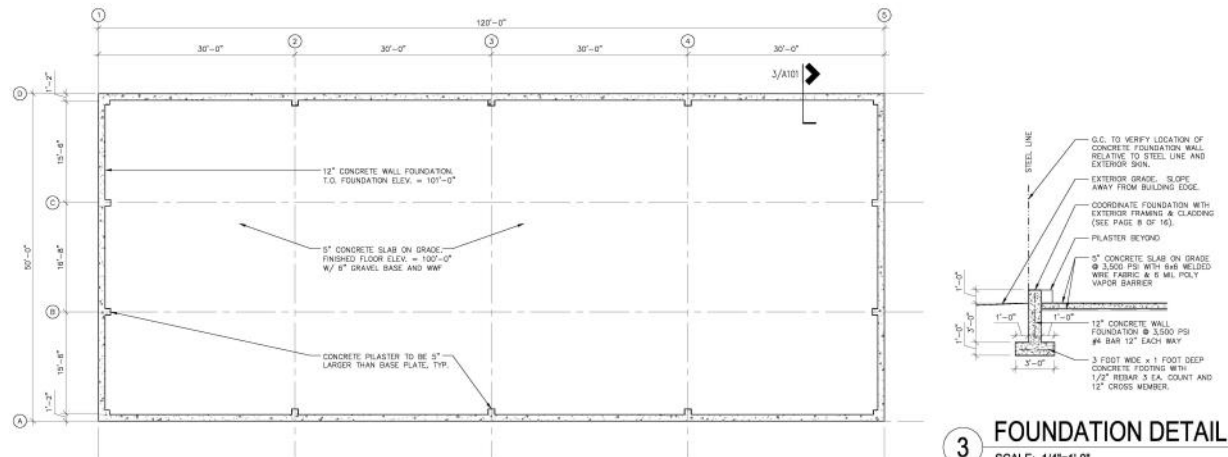 1
5
120'-0"
30'-0"
2
30'-0"
3
30'-0"
4
30'-0"
3/A101
1'-2"
D
15'-6"
12" CONCRETE WALL FOUNDATION.
T.O. FOUNDATION ELEV. = 101'-0"
C
50'-0"
16'-8"
5" CONCRETE SLAB ON GRADE.
FINISHED FLOOR ELEV. = 100'-0"
W/ 6" GRAVEL BASE AND WWF
B
15'-6"
CONCRETE PILASTER TO BE 5"
LARGER THAN BASE PLATE, TYP.
1'-2"
A
STEEL LINE
G.C. TO VERIFY LOCATION OF
CONCRETE FOUNDATION WALL
RELATIVE TO STEEL LINE AND
EXTERIOR SKIN.
EXTERIOR GRADE. SLOPE
AWAY FROM BUILDING EDGE.
COORDINATE FOUNDATION WITH
EXTERIOR FRAMING & CLADDING
(SEE PAGE 8 OF 16).
PILASTER BEYOND
5" CONCRETE SLAB ON GRADE
@ 3,500 PSI WITH 6x6 WELDED
WIRE FABRIC & 6 MIL POLY
VAPOR BARRIER
1'-0"
3'-0"
1'-0"
1'-0"
1'-0"
12" CONCRETE WALL
FOUNDATION @ 3,500 PSI
#4 BAR 12" EACH WAY
3'-0"
3 FOOT WIDE x 1 FOOT DEEP
CONCRETE FOOTING WITH
1/2" REBAR 3 EA. COUNT AND
12" CROSS MEMBER.
3
FOUNDATION DETAIL
SCALE: 1/4"=1'-0"